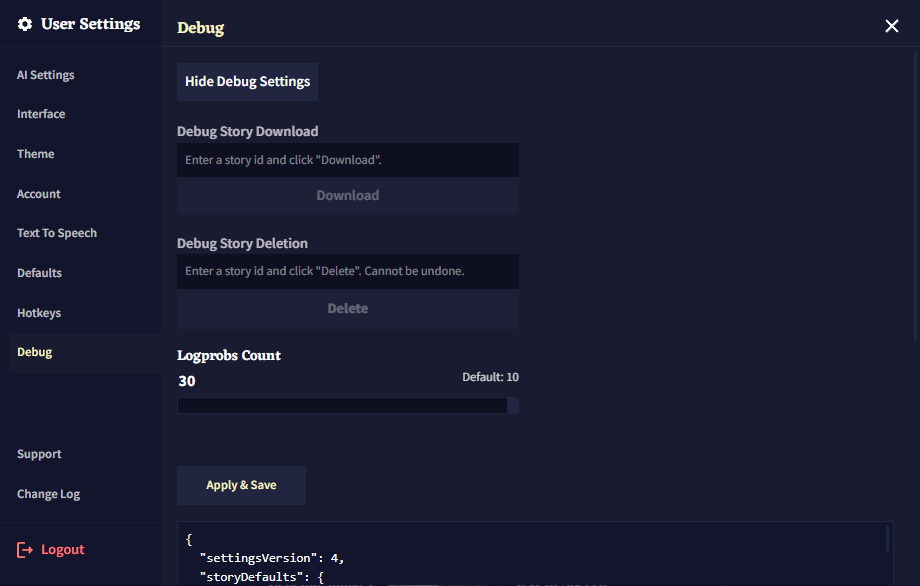 User Settings
Debug
AI Settings
Interface
Theme
Account
Text To Speech
Defaults
Hotkeys
Debug
Support
Change Log
Logout
Hide Debug Settings
Debug Story Download
Enter a story id and click "Download".
Download
Debug Story Deletion
Enter a story id and click "Delete". Cannot be undone.
Delete
Logprobs Count
30
Default: 10
Apply & Save
{
"settingsVersion": 4,
"storyDefaults": {